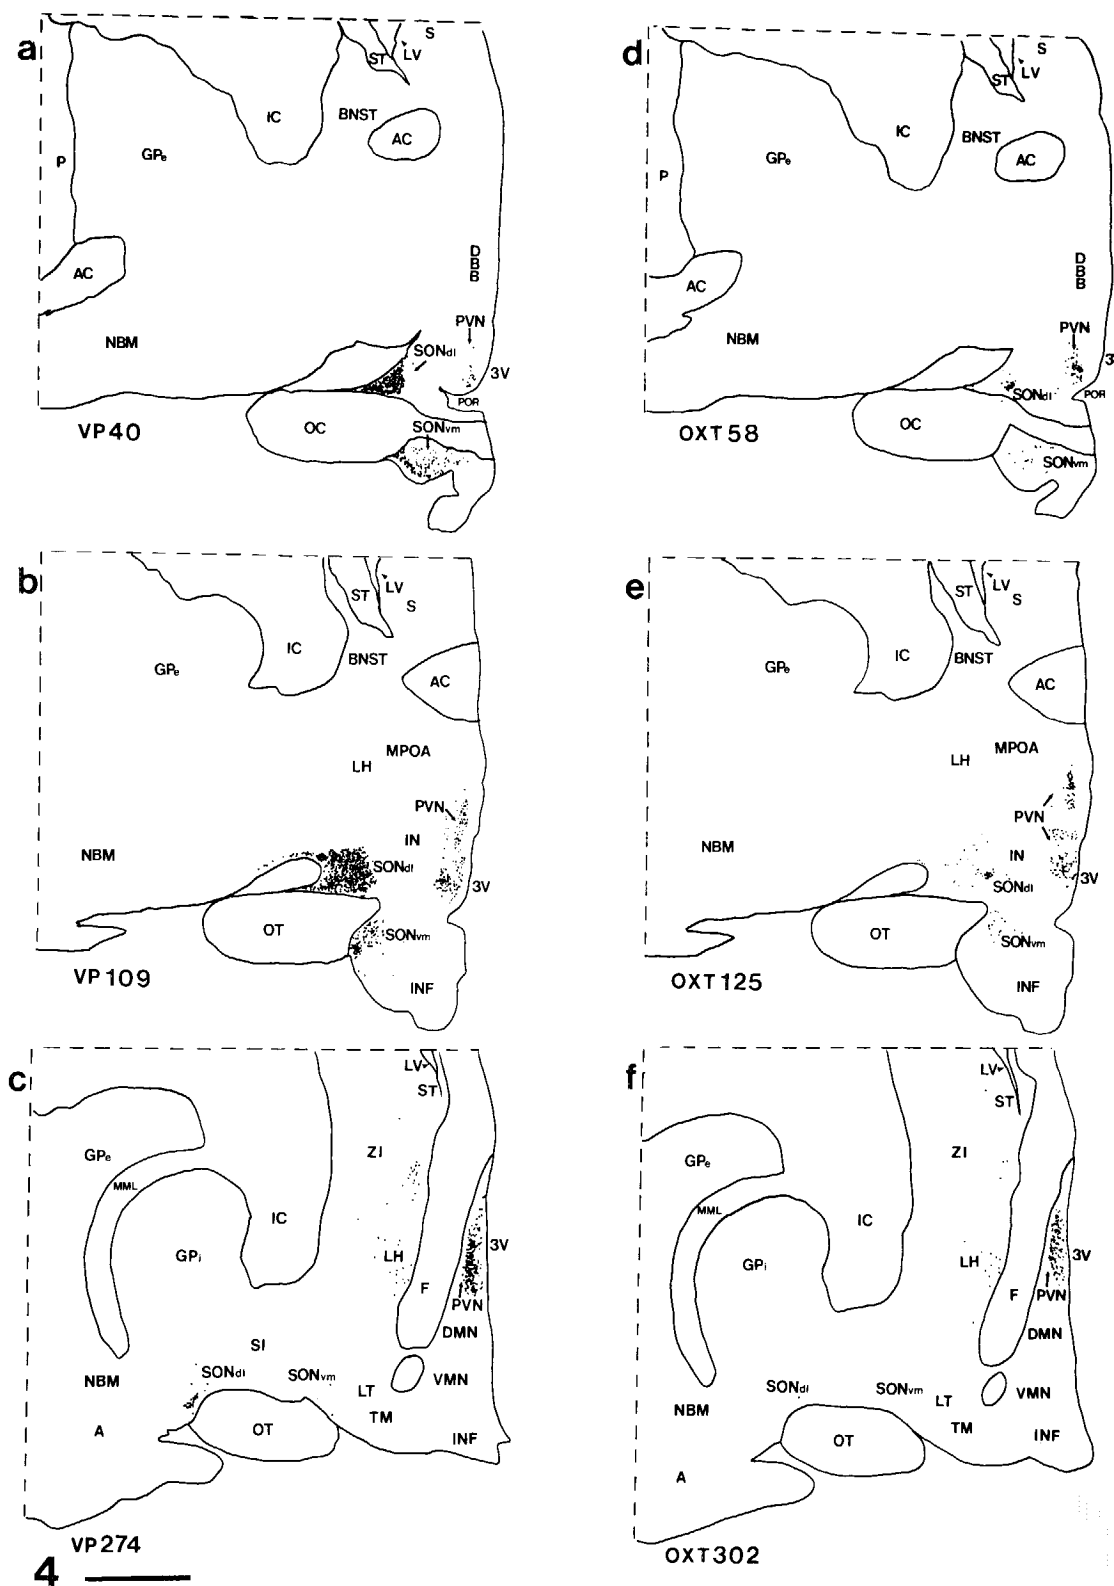 a
S
LV
ST
IC
BNST
AC
P
GPe
AC
DBB
PVN
NBM
SONdl
3V
POR
OC
SONvm
VP40
d
S
LV
ST
IC
BNST
AC
P
GPe
AC
DBB
PVN
NBM
3
SONdl
POR
OC
SONvm
OXT58
b
LV
ST
S
IC
BNST
GPe
AC
MPOA
LH
PVN
IN
NBM
SONdl
3V
OT
SONvm
INF
VP109
e
LV
ST
S
IC
BNST
GPe
AC
MPOA
LH
PVN
IN
NBM
SONdl
3V
OT
SONvm
INF
OXT125
c
LV
ST
ZI
GPe
MML
IC
GPi
LH
3V
F
PVN
DMN
SI
NBM
SONdl
SONvm
VMN
LT
TM
A
OT
INF
VP274
f
LV
ST
ZI
GPe
MML
IC
GPi
LH
3V
F
PVN
DMN
SONdl
SONvm
VMN
NBM
LT
TM
INF
OT
A
OXT302
4